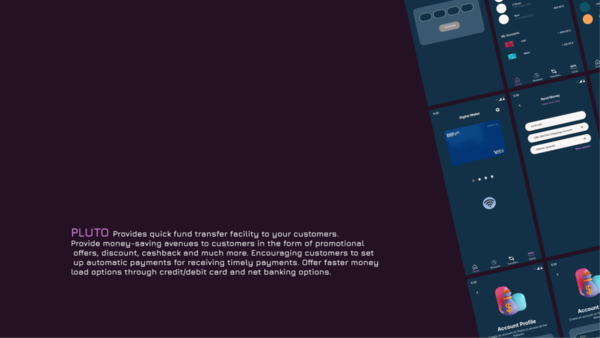 PLUTO Provides quick fund transfer facility to your customers.
Provide money-saving avenues to customers in the form of promotional
offers, discount, cashback and much more. Encouraging customers to set
up automatic payments for receiving timely payments. Offer faster money
load options through credit/debit card and net banking options.
My Accounts
Digital Wallet
Send Money
Account Profile
Account Profile